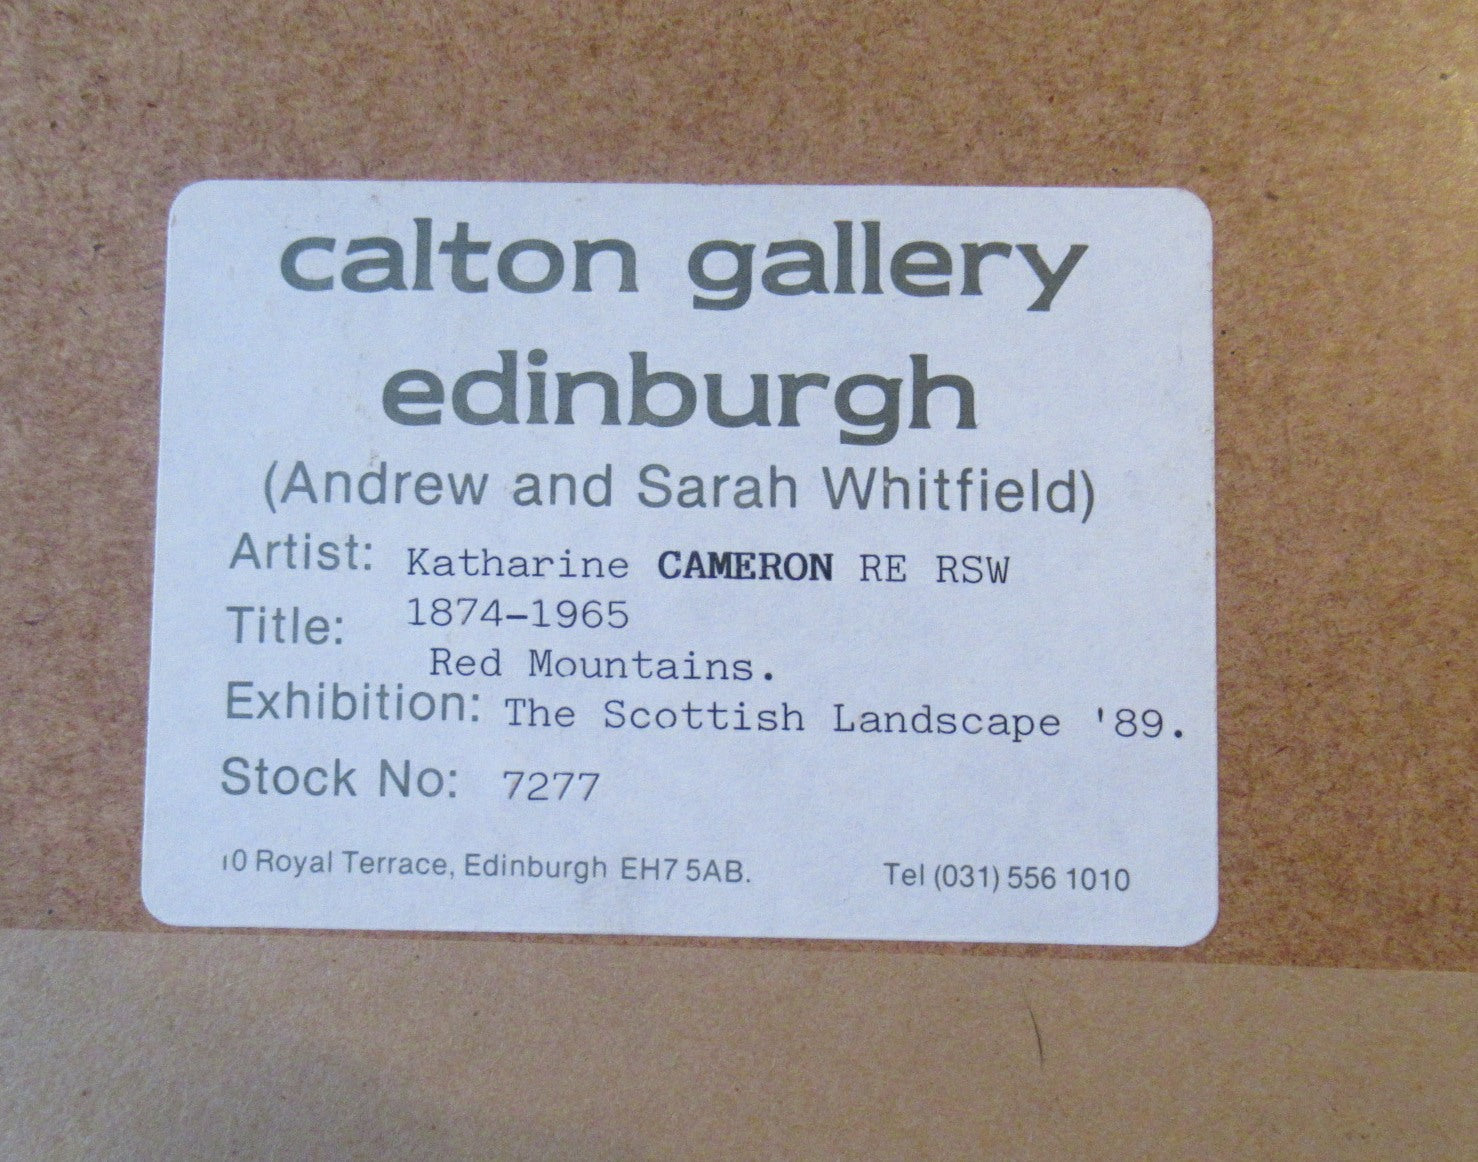 calton gallery
edinburgh
(Andrew and Sarah Whitfield)
Artist: Katharine CAMERON RE RSW
1874-1965
Title: Red Mountains.
Exhibition: The Scottish Landscape '89.
Stock No: 7277
10 Royal Terrace, Edinburgh EH7 5AB. Tel (031) 556 1010